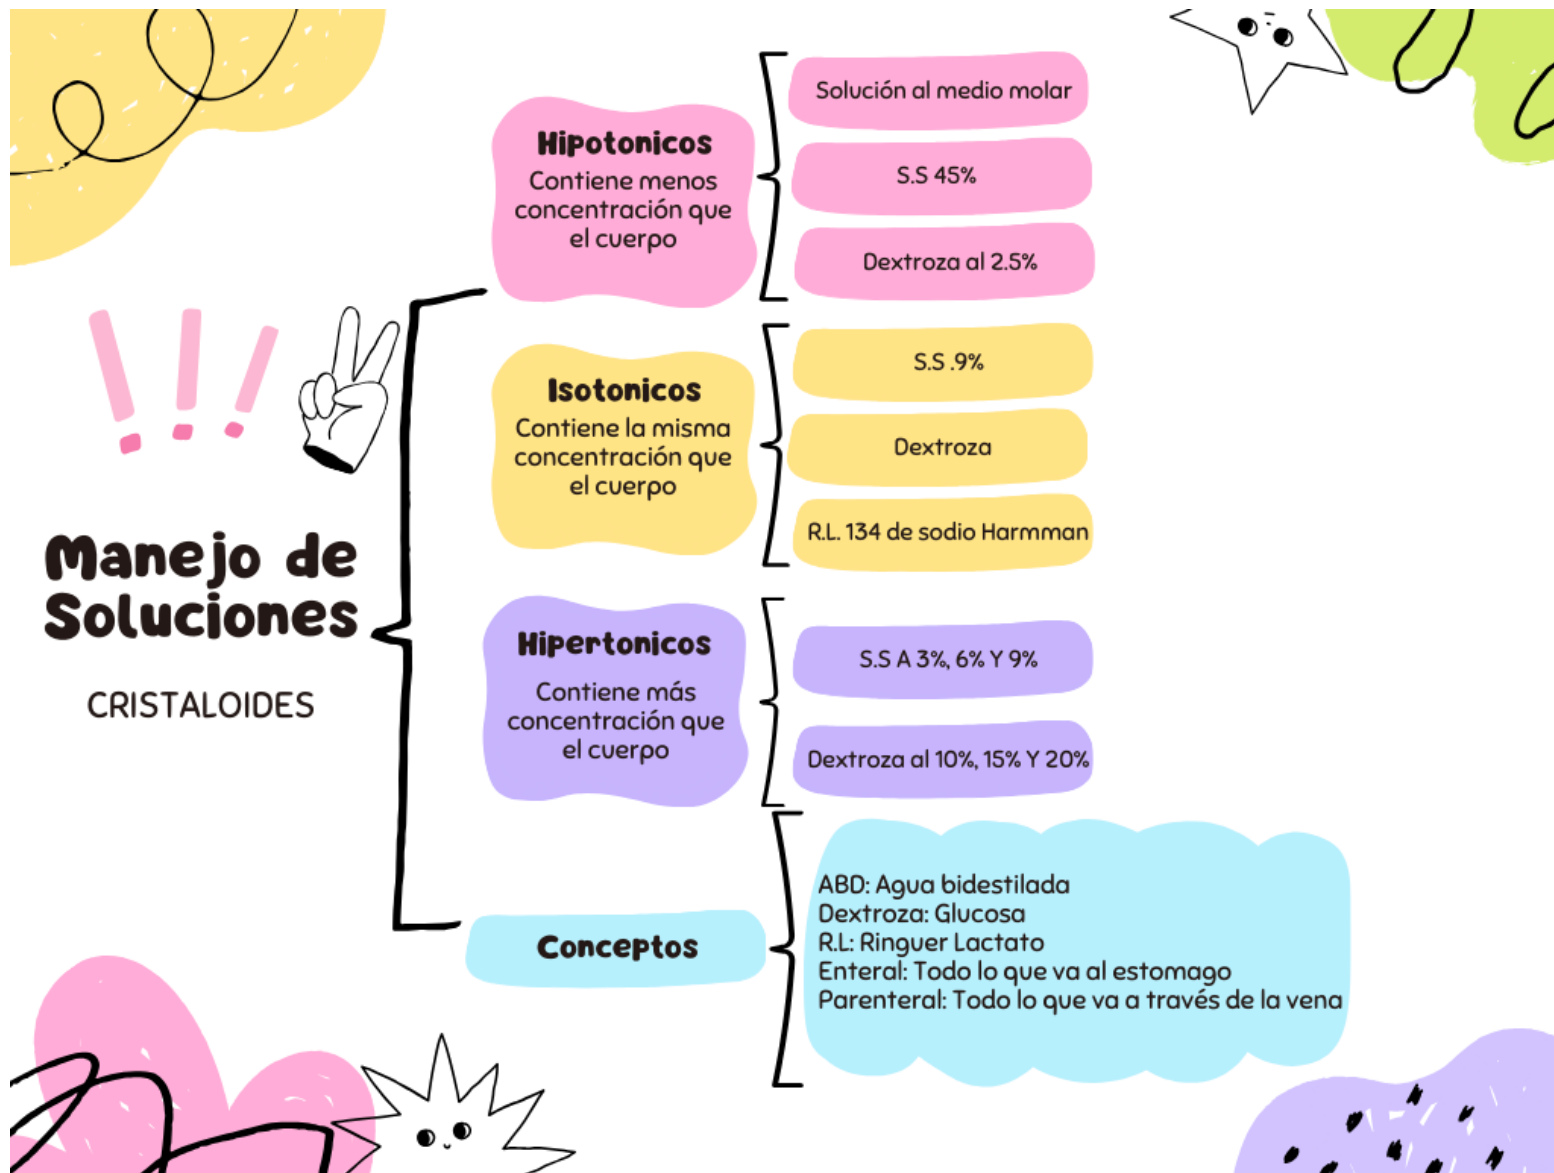 Manejo de
Soluciones
CRISTALOIDES
Hipotonicos
Contiene menos
concentración que
el cuerpo
Solución al medio molar
S.S 45%
Dextroza al 2.5%
Isotonicos
Contiene la misma
concentración que
el cuerpo
S.S .9%
Dextroza
R.L. 134 de sodio Harmman
Hipertonicos
Contiene más
concentración que
el cuerpo
S.S A 3%, 6% Y 9%
Dextroza al 10%, 15% Y 20%
Conceptos
ABD: Agua bidestilada
Dextroza: Glucosa
R.L: Ringuer Lactato
Enteral: Todo lo que va al estomago
Parenteral: Todo lo que va a través de la vena